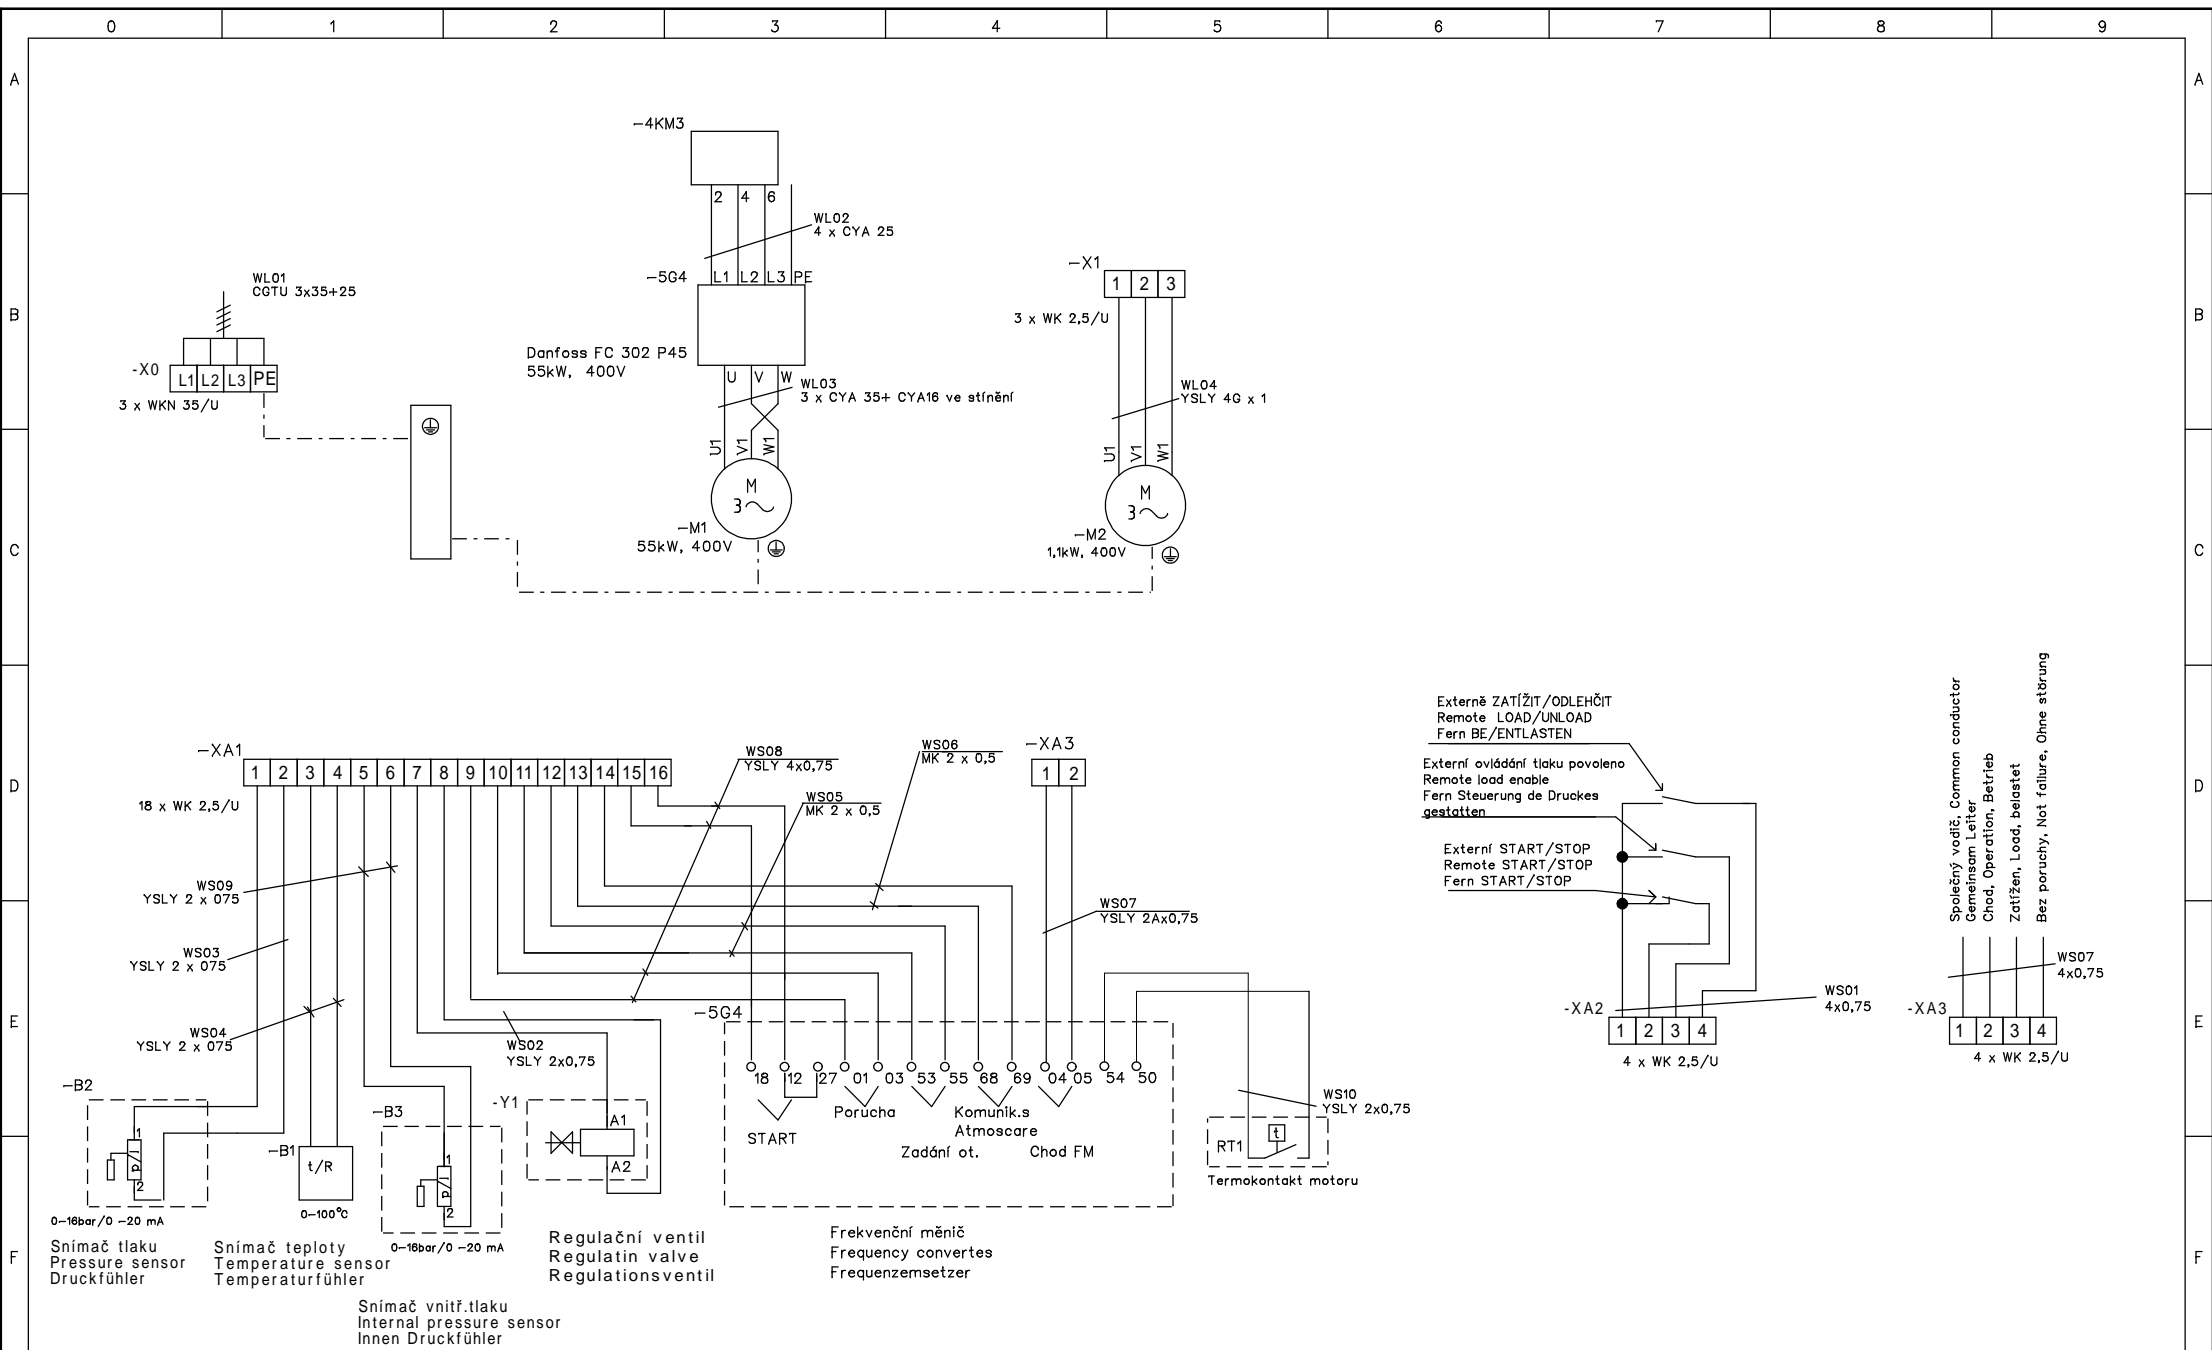 0 1 2 3 4 5 6 7 8 9
A A
-4KM3
2 4 6
WL02
4 x CYA 25
-5G4 L1 L2 L3 PE
-X1
1 2 3
WL01
CGTU 3x35+25
B B
3 x WK 2,5/U
Danfoss FC 302 P45
55kW, 400V
-X0 L1 L2 L3 PE
3 x WKN 35/U
U V W
WL03
3 x CYA 35+ CYA16 ve stínění
WL04
YSLY 4G x 1
U1 V1 W1
U1 V1 W1
M
3
M
3
-M1
55kW, 400V
-M2
1,1kW, 400V
C C
-XA1
1 2 3 4 5 6 7 8 9 10 11 12 13 14 15 16
18 x WK 2,5/U
WS08
YSLY 4x0,75
WS06
MK 2 x 0,5
WS05
MK 2 x 0,5
-XA3
1 2
D D
Externě ZATÍŽIT/ODLEHČIT
Remote LOAD/UNLOAD
Fern BE/ENTLASTEN
Externí ovládání tlaku povoleno
Remote load enable
Fern Steuerung de Druckes
gestatten
Externí START/STOP
Remote START/STOP
Fern START/STOP
Společný vodič, Common conductor
Gemeinsam Leiter
Chod, Operation, Betrieb
Zatížen, Load, belastet
Bez poruchy, Not failure, Ohne störung
WS09
YSLY 2 x 075
WS03
YSLY 2 x 075
WS04
YSLY 2 x 075
WS07
YSLY 2Ax0,75
WS07
4x0,75
WS01
4x0,75
-XA2
1 2 3 4
4 x WK 2,5/U
-XA3
1 2 3 4
4 x WK 2,5/U
E E
WS02
YSLY 2x0,75
-5G4
18 12 27 01 03 53 55 68 69 04 05 54 50
START
Porucha
Komunik.s
Atmoscare
Zadání ot.
Chod FM
WS10
YSLY 2x0,75
RT1
t
Termokontakt motoru
-B2
1
p/I
2
0-16bar/0 -20 mA
-B1
t/R
0-100°C
-B3
1
p/I
2
0-16bar/0 -20 mA
-Y1
A1
A2
F F
Snímač tlaku
Pressure sensor
Druckfühler
Snímač teploty
Temperature sensor
Temperaturfühler
Snímač vnitř.tlaku
Internal pressure sensor
Innen Druckfühler
Regulační ventil
Regulatin valve
Regulationsventil
Frekvenční měnič
Frequency convertes
Frequenzemsetzer